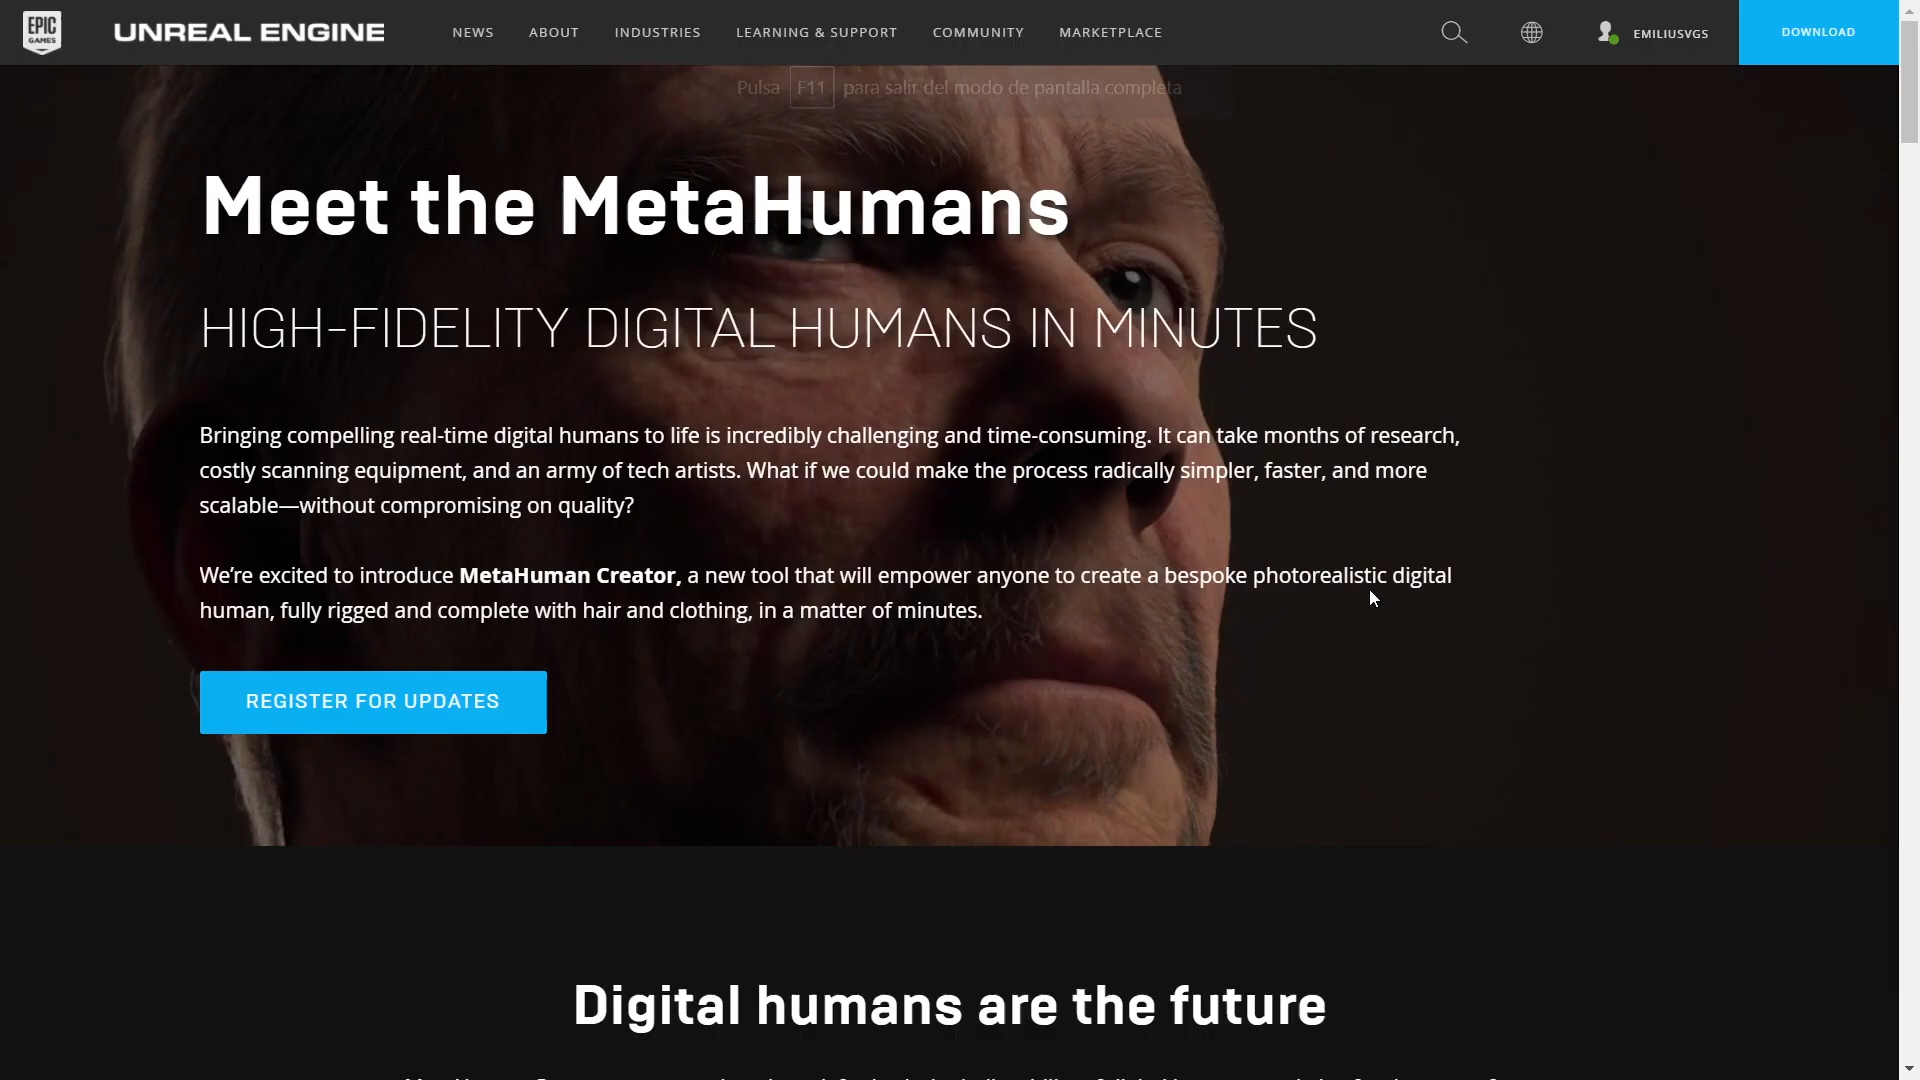 EPIC GAMES
UNREAL ENGINE
NEWS
ABOUT
INDUSTRIES
LEARNING & SUPPORT
COMMUNITY
MARKETPLACE
EMILIUSVGS
DOWNLOAD
Pulsa F11 para salir del modo de pantalla completa
Meet the MetaHumans
HIGH-FIDELITY DIGITAL HUMANS IN MINUTES
Bringing compelling real-time digital humans to life is incredibly challenging and time-consuming. It can take months of research,
costly scanning equipment, and an army of tech artists. What if we could make the process radically simpler, faster, and more
scalable—without compromising on quality?
We’re excited to introduce MetaHuman Creator, a new tool that will empower anyone to create a bespoke photorealistic digital
human, fully rigged and complete with hair and clothing, in a matter of minutes.
REGISTER FOR UPDATES
Digital humans are the future